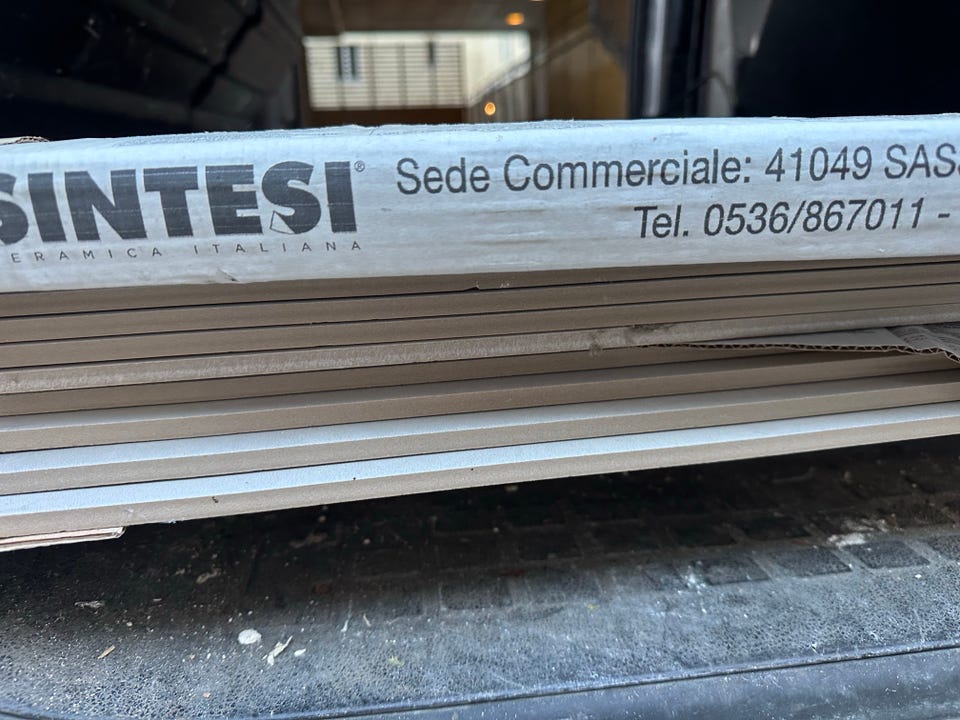 SINTESI®
ERAMICA ITALIANA
Sede Commerciale: 41049 SAS
Tel. 0536/867011 -